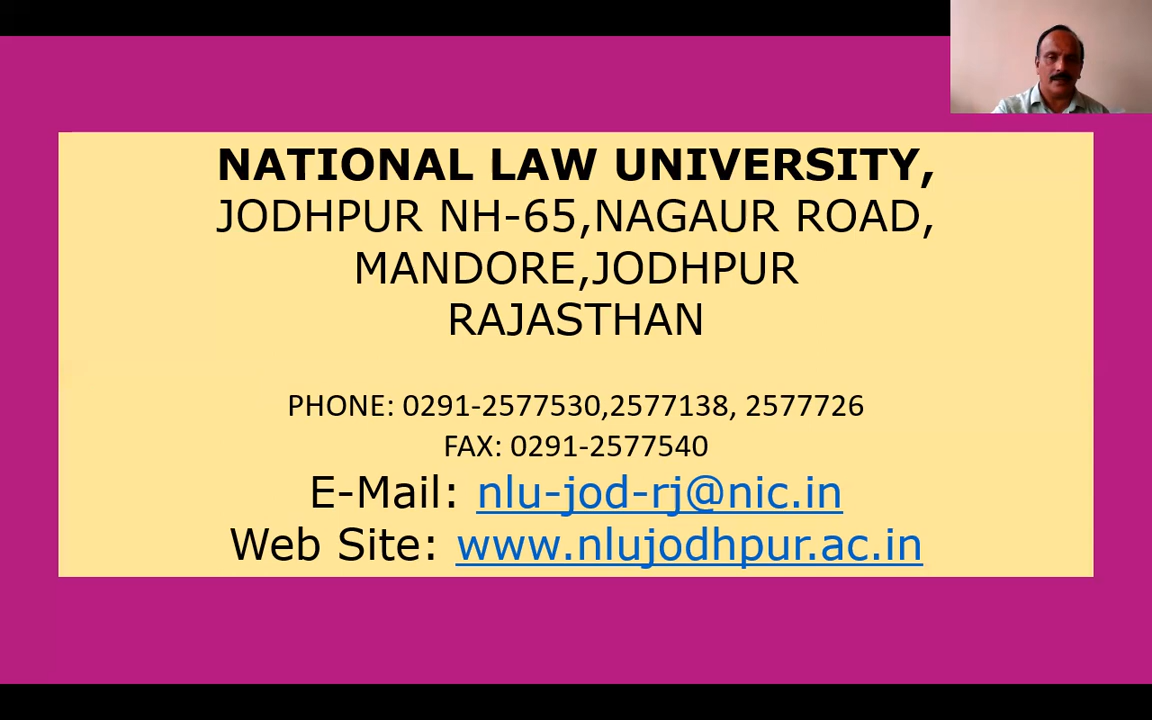 NATIONAL LAW UNIVERSITY,
JODHPUR NH-65,NAGAUR ROAD,
MANDORE,JODHPUR
RAJASTHAN
PHONE: 0291-2577530,2577138, 2577726
FAX: 0291-2577540
E-Mail: nlu-jod-rj@nic.in
Web Site: www.nlujodhpur.ac.in